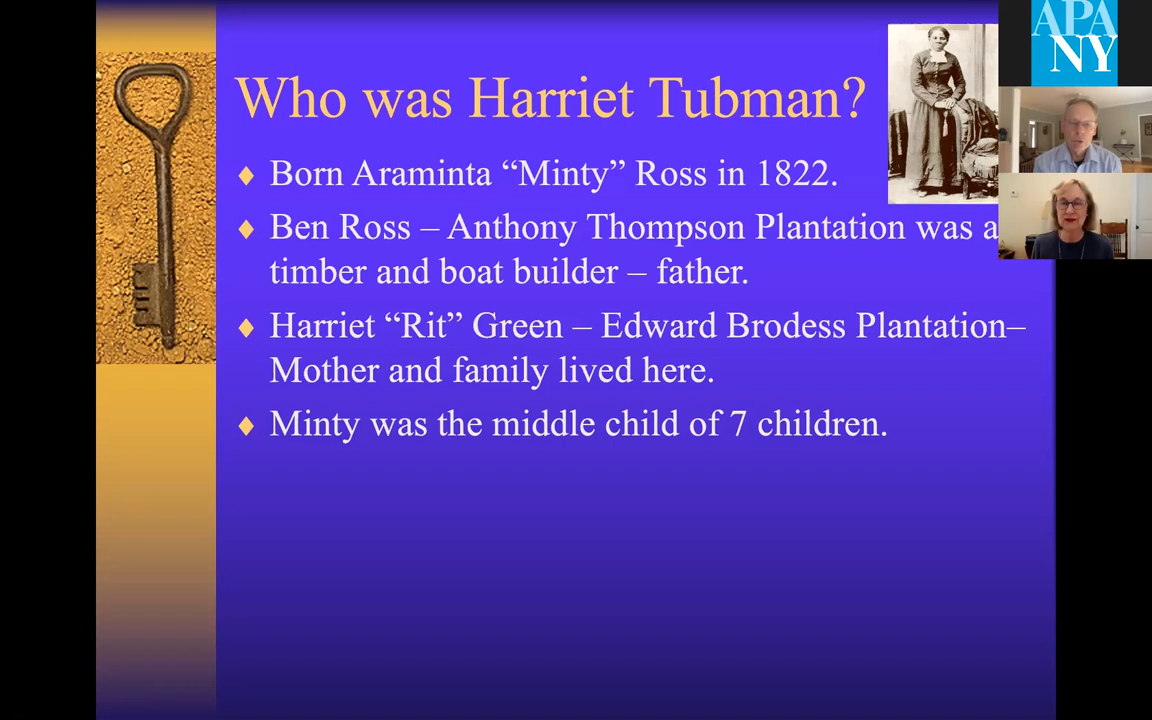 Who was Harriet Tubman?
Born Araminta “Minty” Ross in 1822.
Ben Ross – Anthony Thompson Plantation was a
timber and boat builder – father.
Harriet “Rit” Green – Edward Brodess Plantation–
Mother and family lived here.
Minty was the middle child of 7 children.
APA
NY